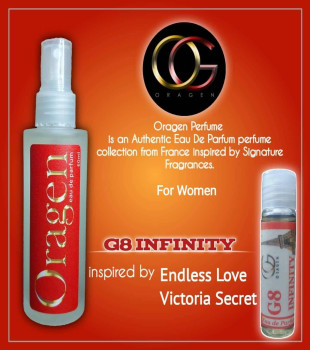 OG
ORAGEN
Oragen Perfume
Is an Authentic Eau De Parfum perfume
collection from France inspired by Signature
Fragrances.
For Women
G8 INFINITY
inspired by Endless Love
Victoria Secret
Oragen
eau de parfum
OG
G8
INFINITY